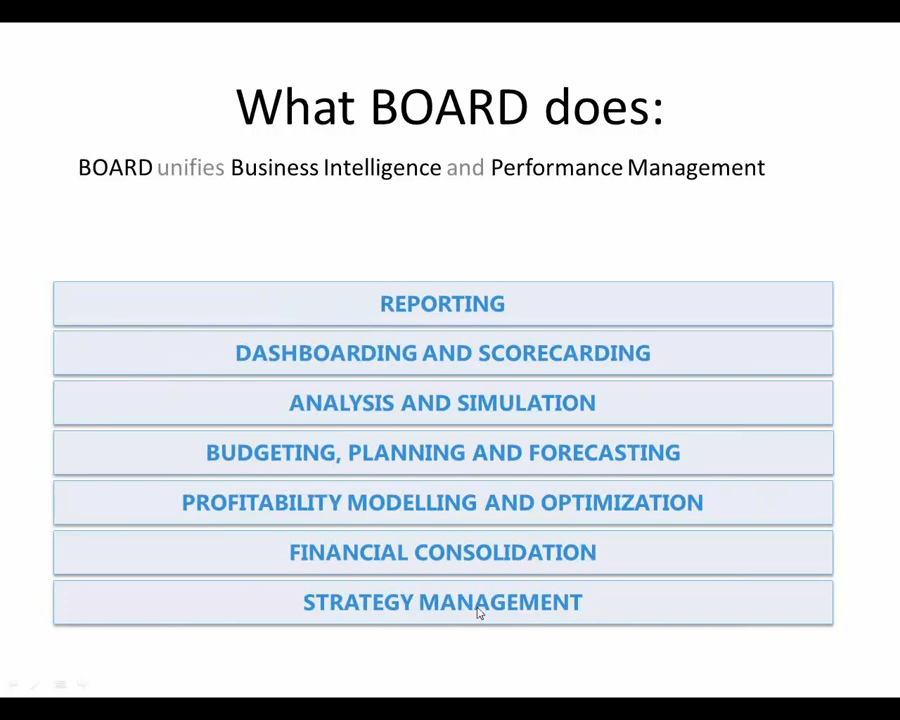 What BOARD does:
BOARD unifies Business Intelligence and Performance Management
REPORTING
DASHBOARDING AND SCORECARDING
ANALYSIS AND SIMULATION
BUDGETING, PLANNING AND FORECASTING
PROFITABILITY MODELLING AND OPTIMIZATION
FINANCIAL CONSOLIDATION
STRATEGY MANAGEMENT